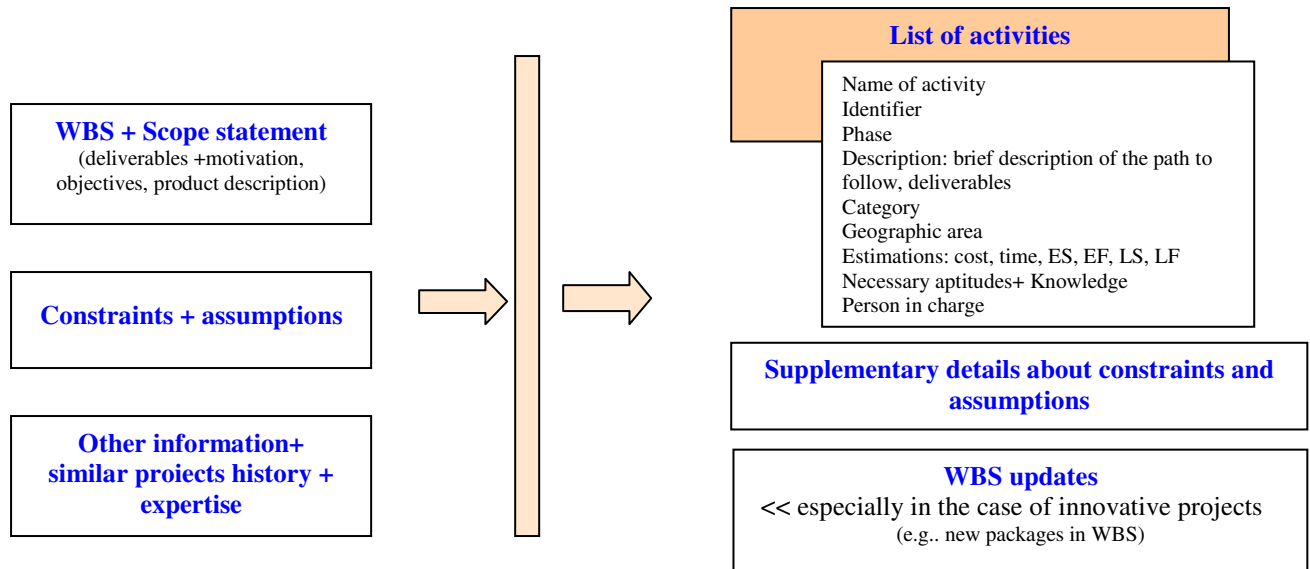 WBS + Scope statement
(deliverables +motivation,
objectives, product description)
Constraints + assumptions
Other information+
similar projects history +
expertise
List of activities
Name of activity
Identifier
Phase
Description: brief description of the path to
follow, deliverables
Category
Geographic area
Estimations: cost, time, ES, EF, LS, LF
Necessary aptitudes+ Knowledge
Person in charge
Supplementary details about constraints and
assumptions
WBS updates
<< especially in the case of innovative projects
(e.g.. new packages in WBS)